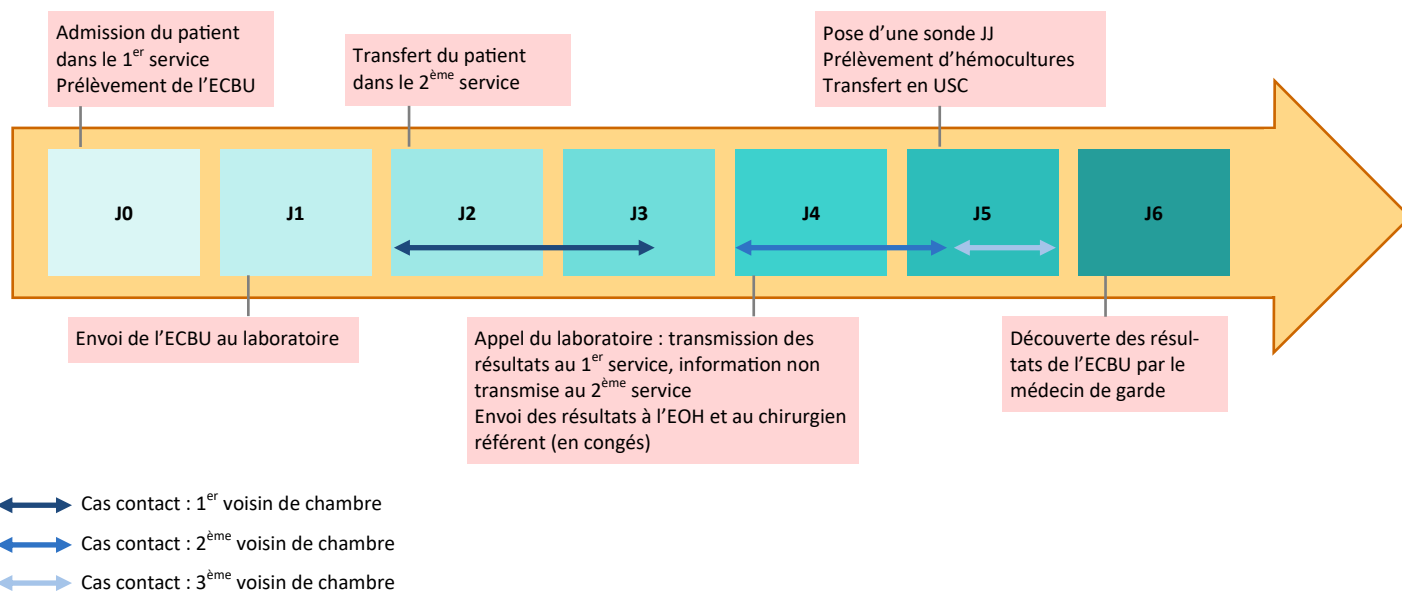 Admission du patient
dans le 1er service
Prélèvement de l’ECBU
Transfert du patient
dans le 2ème service
Pose d’une sonde JJ
Prélèvement d’hémocultures
Transfert en USC
J0
J1
J2
J3
J4
J5
J6
Envoi de l’ECBU au laboratoire
Appel du laboratoire : transmission des
résultats au 1er service, information non
transmise au 2ème service
Envoi des résultats à l’EOH et au chirurgien
référent (en congés)
Découverte des résul-
tats de l’ECBU par le
médecin de garde
Cas contact : 1er voisin de chambre
Cas contact : 2ème voisin de chambre
Cas contact : 3ème voisin de chambre